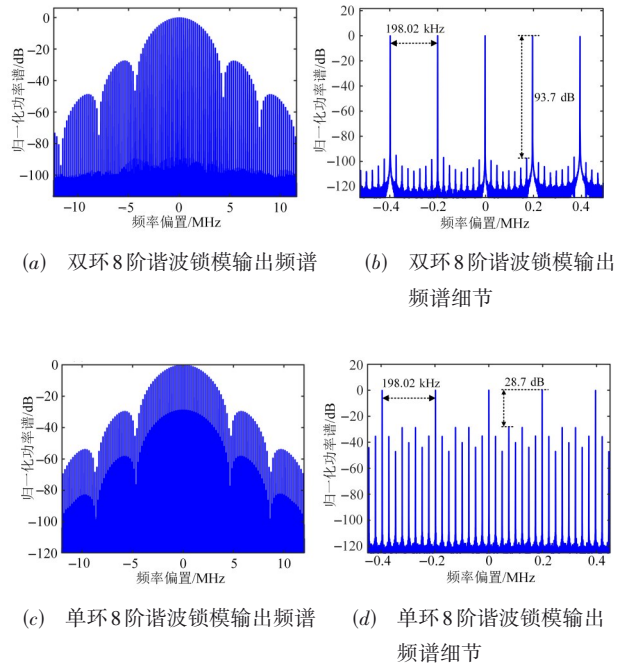 0
-20
-40
-60
-80
-100
归一化功率谱/dB
-10 -5 0 5 10
频率偏置/MHz
(a) 双环8阶谐波锁模输出频谱
20
0
-20
-40
-60
-80
-100
-120
归一化功率谱/dB
198.02 kHz
93.7 dB
-0.4 -0.2 0 0.2 0.4
频率偏置/MHz
(b) 双环8阶谐波锁模输出
频谱细节
0
-20
-40
-60
-80
-100
-120
归一化功率谱/dB
-10 -5 0 5 10
频率偏置/MHz
(c) 单环8阶谐波锁模输出频谱
20
0
-20
-40
-60
-80
-100
-120
归一化功率谱/dB
198.02 kHz
28.7 dB
-0.4 -0.2 0 0.2 0.4
频率偏置/MHz
(d) 单环8阶谐波锁模输出
频谱细节